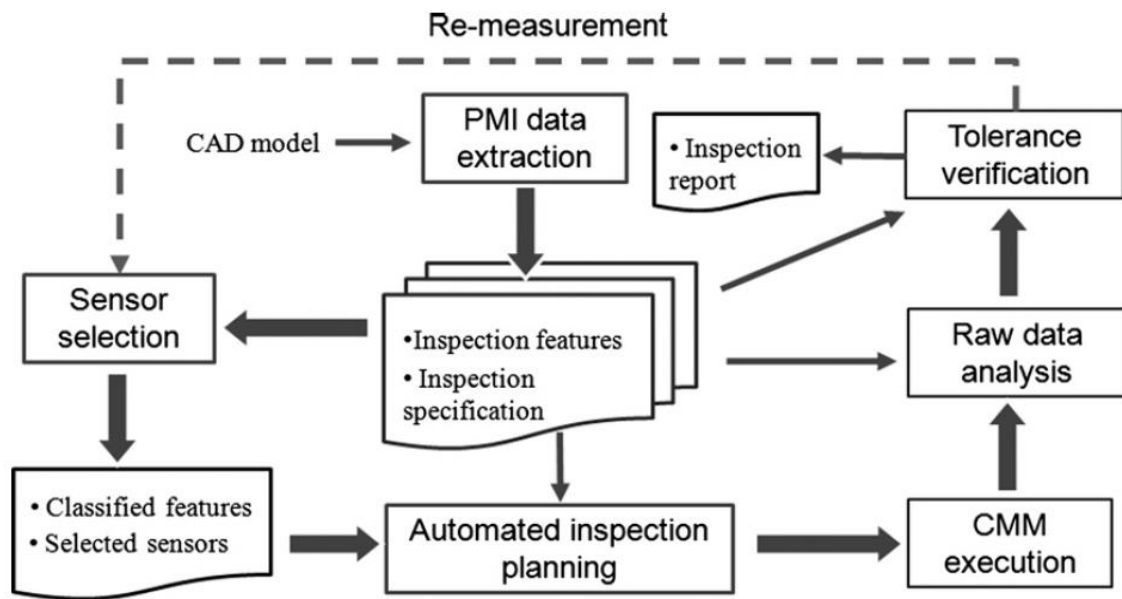 Re-measurement
CAD model
PMI data
extraction
• Inspection
report
Tolerance
verification
Sensor
selection
•Inspection features
• Inspection
specification
Raw data
analysis
• Classified features
• Selected sensors
Automated inspection
planning
CMM
execution